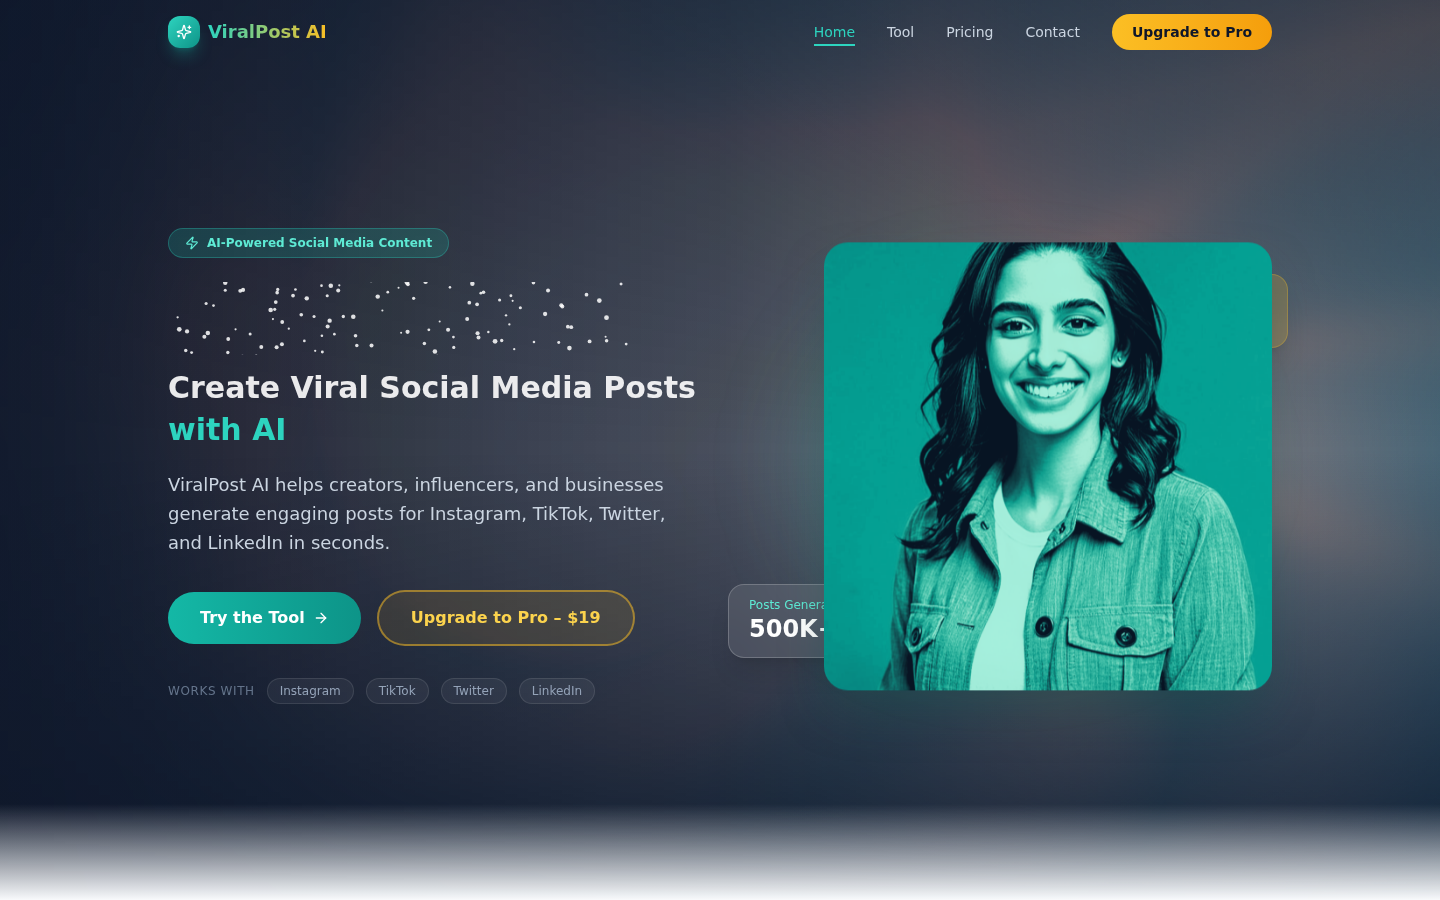 ViralPost AI
Home
Tool
Pricing
Contact
Upgrade to Pro
AI-Powered Social Media Content
Create Viral Social Media Posts
with AI
ViralPost AI helps creators, influencers, and businesses
generate engaging posts for Instagram, TikTok, Twitter,
and LinkedIn in seconds.
Try the Tool
Upgrade to Pro – $19
Posts
500K
WORKS WITH
Instagram
TikTok
Twitter
LinkedIn